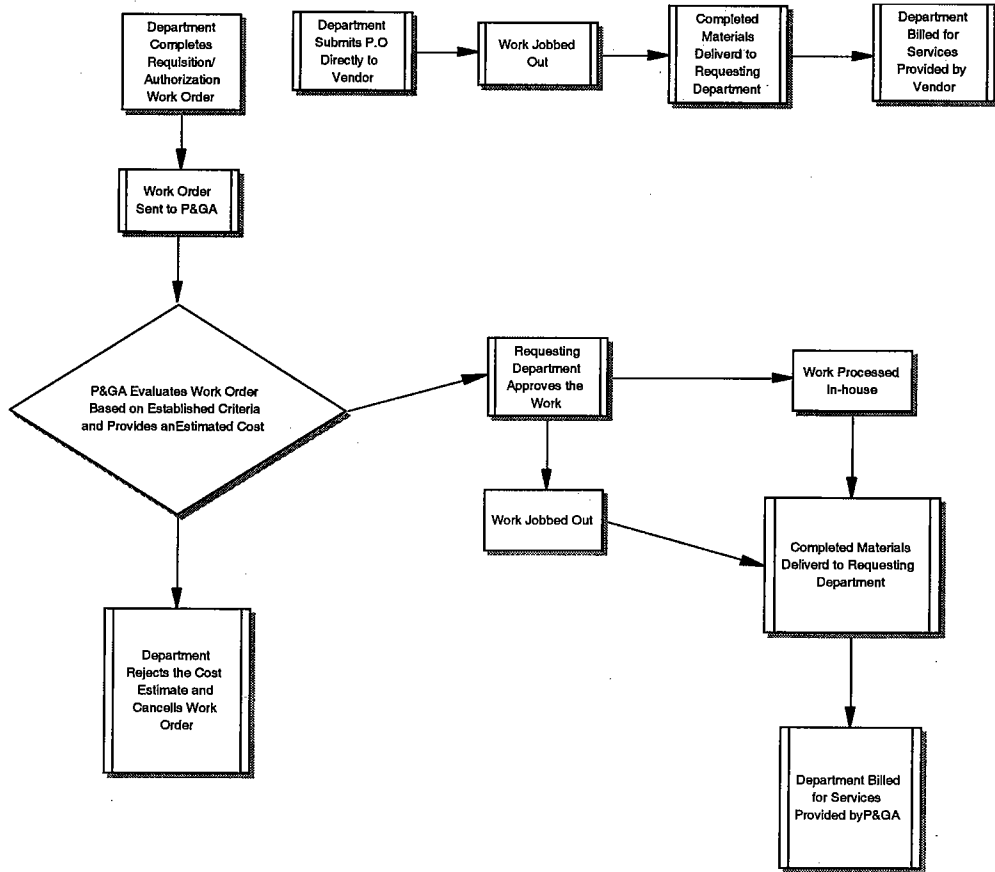 Department
Completes
Requisition/
Authorization
Work Order
Department
Submits P.O
Directly to
Vendor
Work Jobbed
Out
Completed
Materials
Deliverd to
Requesting
Department
Department
Billed for
Services
Provided by
Vendor
Work Order
Sent to P&GA
P&GA Evaluates Work Order
Based on Established Criteria
and Provides anEstimated Cost
Requesting
Department
Approves the
Work
Work Processed
In-house
Work Jobbed Out
Completed Materials
Deliverd to Requesting
Department
Department
Rejects the Cost
Estimate and
Cancells Work
Order
Department Billed
for Services
Provided byP&GA